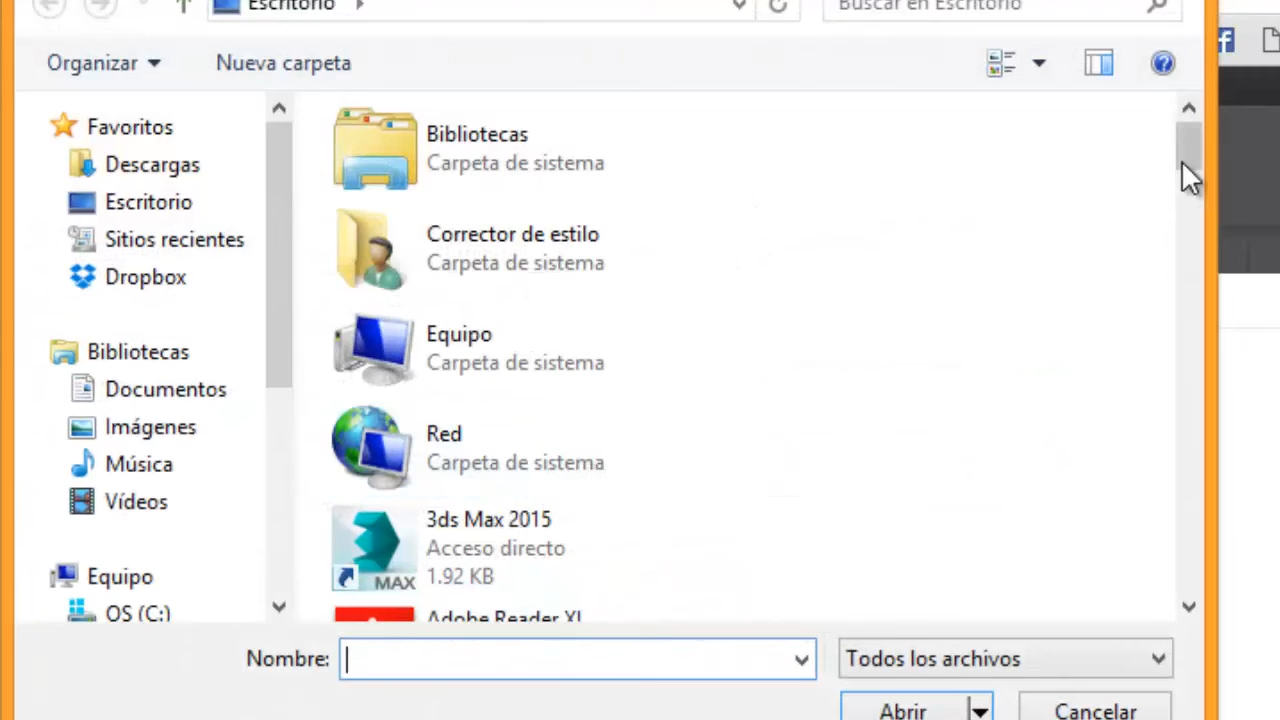 Escritorio
Buscar en Escritorio
Organizar
Nueva carpeta
Favoritos
Descargas
Escritorio
Sitios recientes
Dropbox
Bibliotecas
Documentos
Imágenes
Música
Vídeos
Equipo
OS (C:)
Bibliotecas
Carpeta de sistema
Corrector de estilo
Carpeta de sistema
Equipo
Carpeta de sistema
Red
Carpeta de sistema
MAX
3ds Max 2015
Acceso directo
1.92 KB
Adobe Reader XI
Nombre:
Todos los archivos
Abrir
Cancelar